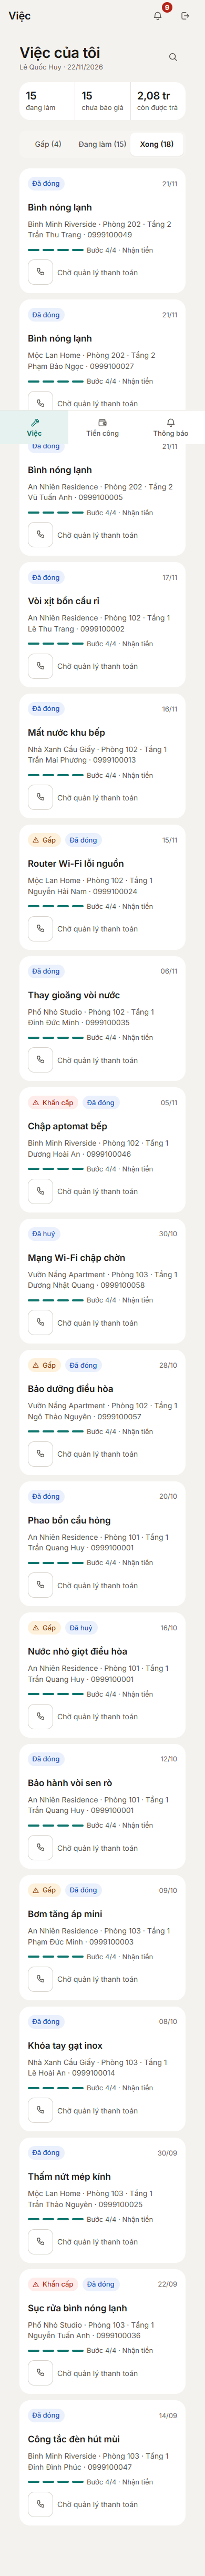 Việc
9
Việc của tôi
Lê Quốc Huy · 22/11/2026
15
đang làm
15
chưa báo giá
2,08 tr
còn được trả
Gấp (4)
Đang làm (15)
Xong (18)
Đã đóng
21/11
Bình nóng lạnh
Bình Minh Riverside · Phòng 202 · Tầng 2
Trần Thu Trang · 0999100049
Bước 4/4 · Nhận tiền
Chờ quản lý thanh toán
Đã đóng
21/11
Bình nóng lạnh
Mộc Lan Home · Phòng 202 · Tầng 2
Phạm Bảo Ngọc · 0999100027
Bước 4/4 · Nhận tiền
Chờ quản lý thanh toán
Việc
Tiền công
Thông báo
Đã đóng
21/11
Bình nóng lạnh
An Nhiên Residence · Phòng 202 · Tầng 2
Vũ Tuấn Anh · 0999100005
Bước 4/4 · Nhận tiền
Chờ quản lý thanh toán
Đã đóng
17/11
Vòi xịt bồn cầu rỉ
An Nhiên Residence · Phòng 102 · Tầng 1
Lê Thu Trang · 0999100002
Bước 4/4 · Nhận tiền
Chờ quản lý thanh toán
Đã đóng
16/11
Mất nước khu bếp
Nhà Xanh Cầu Giấy · Phòng 102 · Tầng 1
Trần Mai Phương · 0999100013
Bước 4/4 · Nhận tiền
Chờ quản lý thanh toán
Gấp
Đã đóng
15/11
Router Wi-Fi lỗi nguồn
Mộc Lan Home · Phòng 102 · Tầng 1
Nguyễn Hải Nam · 0999100024
Bước 4/4 · Nhận tiền
Chờ quản lý thanh toán
Đã đóng
06/11
Thay gioăng vòi nước
Phố Nhỏ Studio · Phòng 102 · Tầng 1
Đinh Đức Minh · 0999100035
Bước 4/4 · Nhận tiền
Chờ quản lý thanh toán
Khẩn cấp
Đã đóng
05/11
Chập aptomat bếp
Bình Minh Riverside · Phòng 102 · Tầng 1
Dương Hoài An · 0999100046
Bước 4/4 · Nhận tiền
Chờ quản lý thanh toán
Đã huỷ
30/10
Mạng Wi-Fi chập chờn
Vườn Nắng Apartment · Phòng 103 · Tầng 1
Dương Nhật Quang · 0999100058
Bước 4/4 · Nhận tiền
Chờ quản lý thanh toán
Gấp
Đã đóng
28/10
Bảo dưỡng điều hòa
Vườn Nắng Apartment · Phòng 102 · Tầng 1
Ngô Thảo Nguyên · 0999100057
Bước 4/4 · Nhận tiền
Chờ quản lý thanh toán
Đã đóng
20/10
Phao bồn cầu hỏng
An Nhiên Residence · Phòng 101 · Tầng 1
Trần Quang Huy · 0999100001
Bước 4/4 · Nhận tiền
Chờ quản lý thanh toán
Gấp
Đã huỷ
16/10
Nước nhỏ giọt điều hòa
An Nhiên Residence · Phòng 101 · Tầng 1
Trần Quang Huy · 0999100001
Bước 4/4 · Nhận tiền
Chờ quản lý thanh toán
Đã đóng
12/10
Bảo hành vòi sen rò
An Nhiên Residence · Phòng 101 · Tầng 1
Trần Quang Huy · 0999100001
Bước 4/4 · Nhận tiền
Chờ quản lý thanh toán
Gấp
Đã đóng
09/10
Bơm tăng áp mini
An Nhiên Residence · Phòng 103 · Tầng 1
Phạm Đức Minh · 0999100003
Bước 4/4 · Nhận tiền
Chờ quản lý thanh toán
Đã đóng
08/10
Khóa tay gạt inox
Nhà Xanh Cầu Giấy · Phòng 103 · Tầng 1
Lê Hoài An · 0999100014
Bước 4/4 · Nhận tiền
Chờ quản lý thanh toán
Đã đóng
30/09
Thấm nứt mép kính
Mộc Lan Home · Phòng 103 · Tầng 1
Trần Thảo Nguyên · 0999100025
Bước 4/4 · Nhận tiền
Chờ quản lý thanh toán
Khẩn cấp
Đã đóng
22/09
Sục rửa bình nóng lạnh
Phố Nhỏ Studio · Phòng 103 · Tầng 1
Nguyễn Tuấn Anh · 0999100036
Bước 4/4 · Nhận tiền
Chờ quản lý thanh toán
Đã đóng
14/09
Công tắc đèn hút mùi
Bình Minh Riverside · Phòng 103 · Tầng 1
Đinh Đình Phúc · 0999100047
Bước 4/4 · Nhận tiền
Chờ quản lý thanh toán